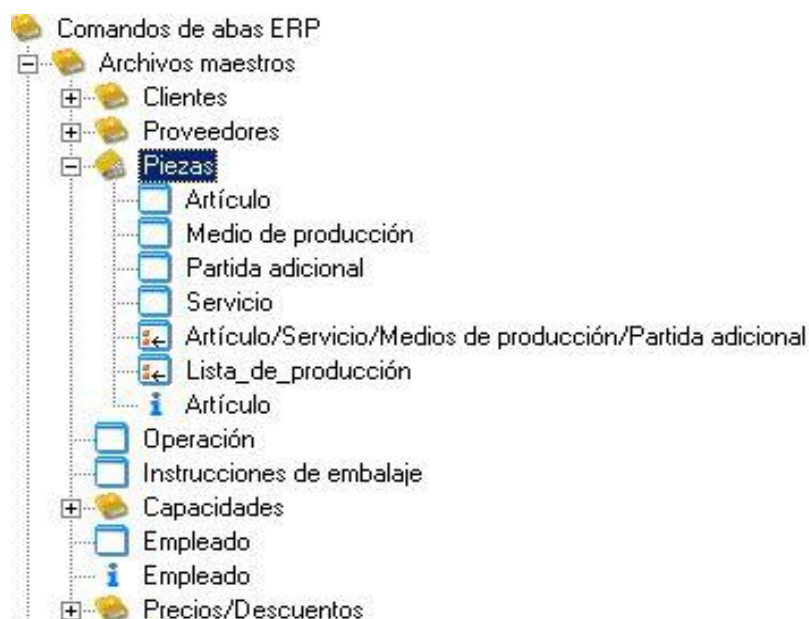 Comandos de abas ERP
Archivos maestros
Clientes
Proveedores
Piezas
Artículo
Medio de producción
Partida adicional
Servicio
Artículo/Servicio/Medios de producción/Partida adicional
Lista_de_producción
Artículo
Operación
Instrucciones de embalaje
Capacidades
Empleado
Empleado
Precios/Descuentos